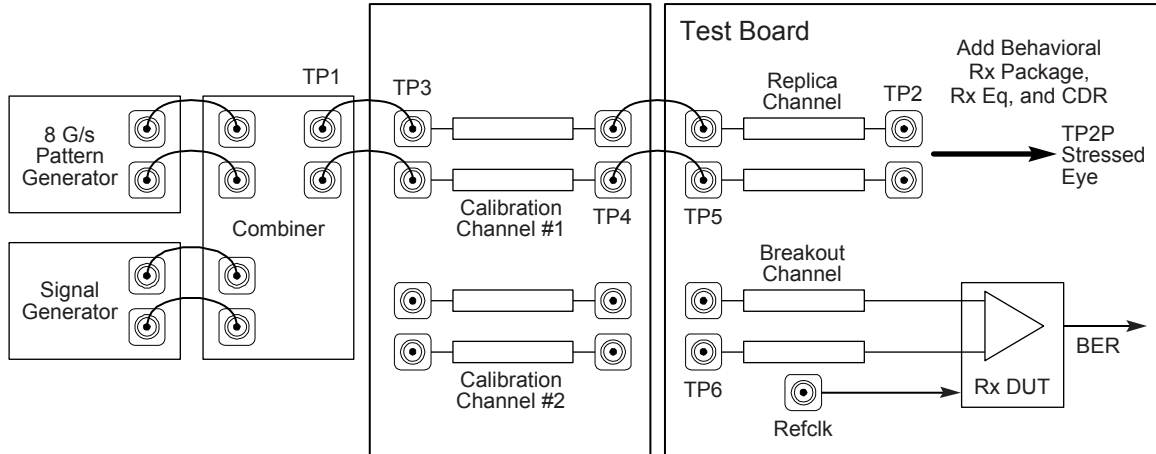 Test Board
TP1
TP3
Replica
Channel
TP2
Add Behavioral
Rx Package,
Rx Eq, and CDR
8 G/s
Pattern
Generator
TP2P
Stressed
Eye
Combiner
Calibration
Channel #1
TP4
TP5
Signal
Generator
Breakout
Channel
Calibration
Channel #2
TP6
BER
Rx DUT
Refclk